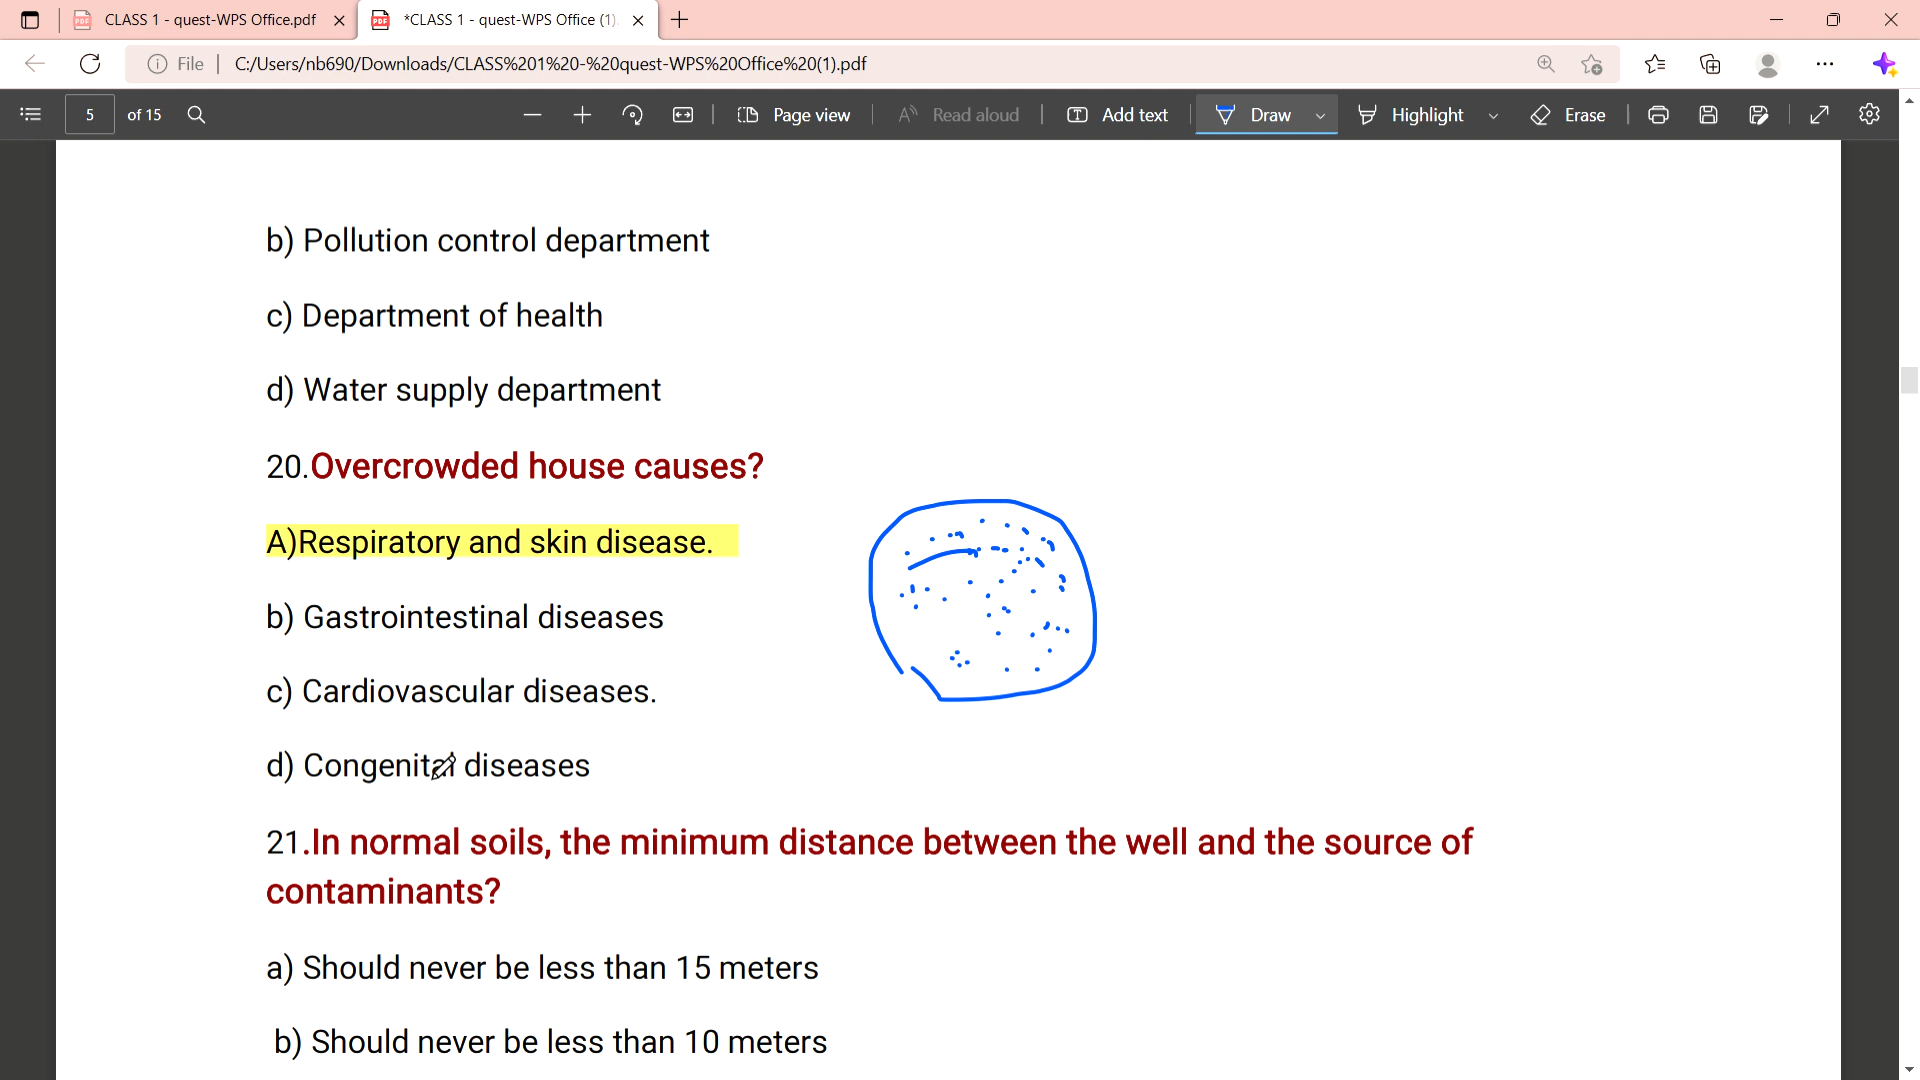 CLASS 1 - quest-WPS Office.pdf
*CLASS 1 - quest-WPS Office (1).
File
C:/Users/nb690/Downloads/CLASS%201%20-%20quest-WPS%20Office%20(1).pdf
5 of 15
Page view
Read aloud
Add text
Draw
Highlight
Erase
b) Pollution control department
c) Department of health
d) Water supply department
20.Overcrowded house causes?
A)Respiratory and skin disease.
b) Gastrointestinal diseases
c) Cardiovascular diseases.
d) Congenital diseases
21.In normal soils, the minimum distance between the well and the source of
contaminants?
a) Should never be less than 15 meters
b) Should never be less than 10 meters